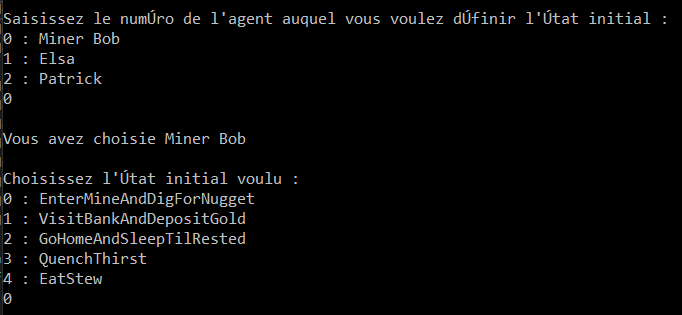 Saisissez le numÚro de l'agent auquel vous voulez dÚfinir l'Útat initial :
0 : Miner Bob
1 : Elsa
2 : Patrick
0
Vous avez choisie Miner Bob
Choisissez l'Útat initial voulu :
0 : EnterMineAndDigForNugget
1 : VisitBankAndDepositGold
2 : GoHomeAndSleepTilRested
3 : QuenchThirst
4 : EatStew
0